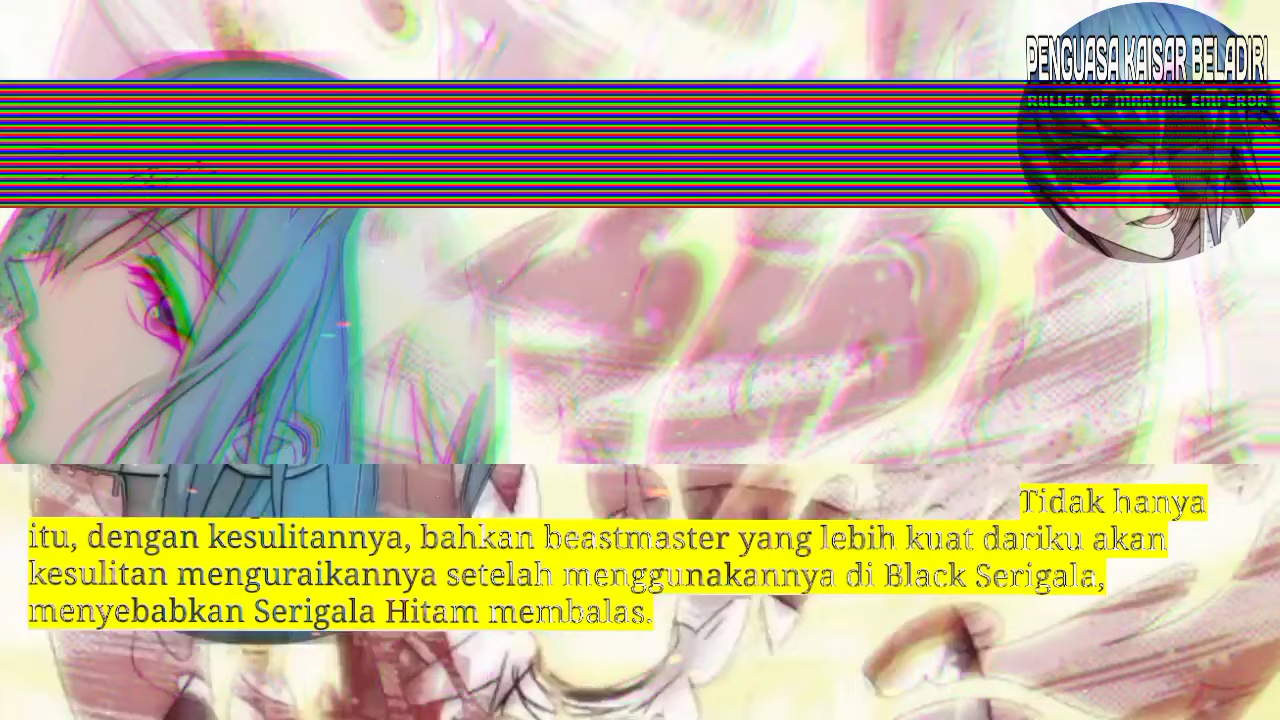 PENGUASA KAISAR BELADIRI
RULLER OF MARTIAL EMPEROR
Tidak hanya
itu, dengan kesulitannya, bahkan beastmaster yang lebih kuat dariku akan
kesulitan menguraikannya setelah menggunakannya di Black Serigala,
menyebabkan Serigala Hitam membalas.